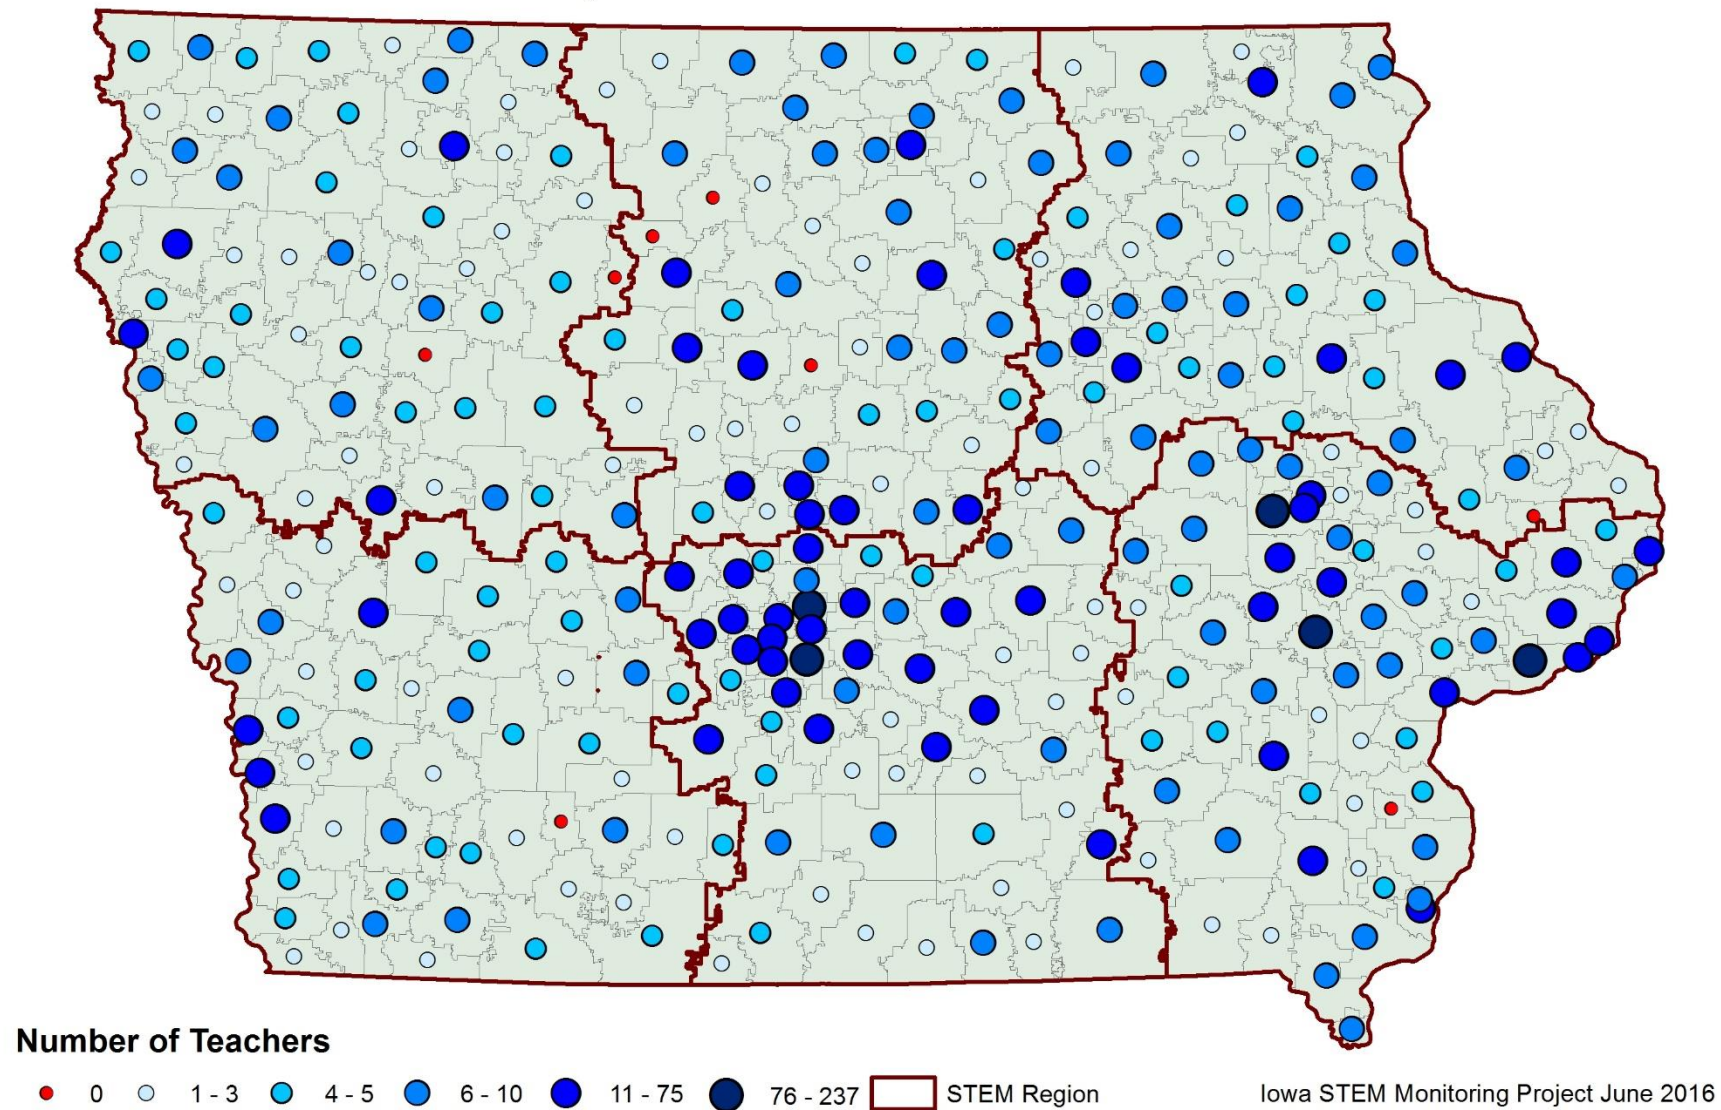 Number of Teachers
0 1 - 3 4 - 5 6 - 10 11 - 75 76 - 237 STEM Region Iowa STEM Monitoring Project June 2016